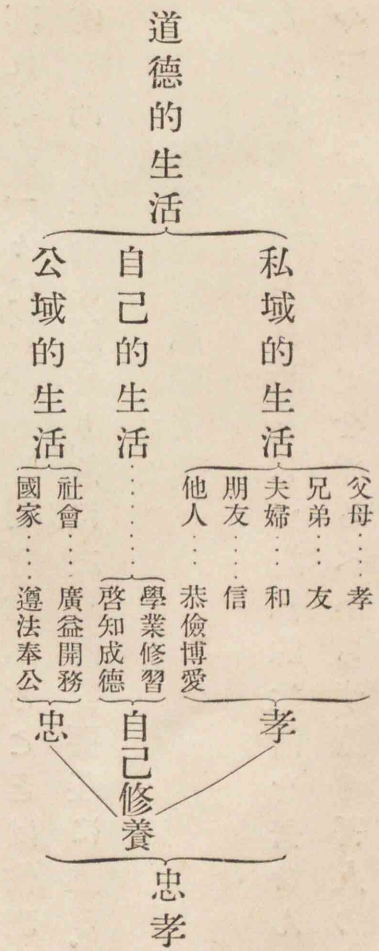 道德的生活
私域的生活
父母……孝
兄弟……友
夫婦……和
朋友……信
他人……恭儉博愛
孝
自己的生活……
學業修習
啓知成德
自己修養
公域的生活
社會……廣益開務
國家……遵法奉公
忠
忠孝